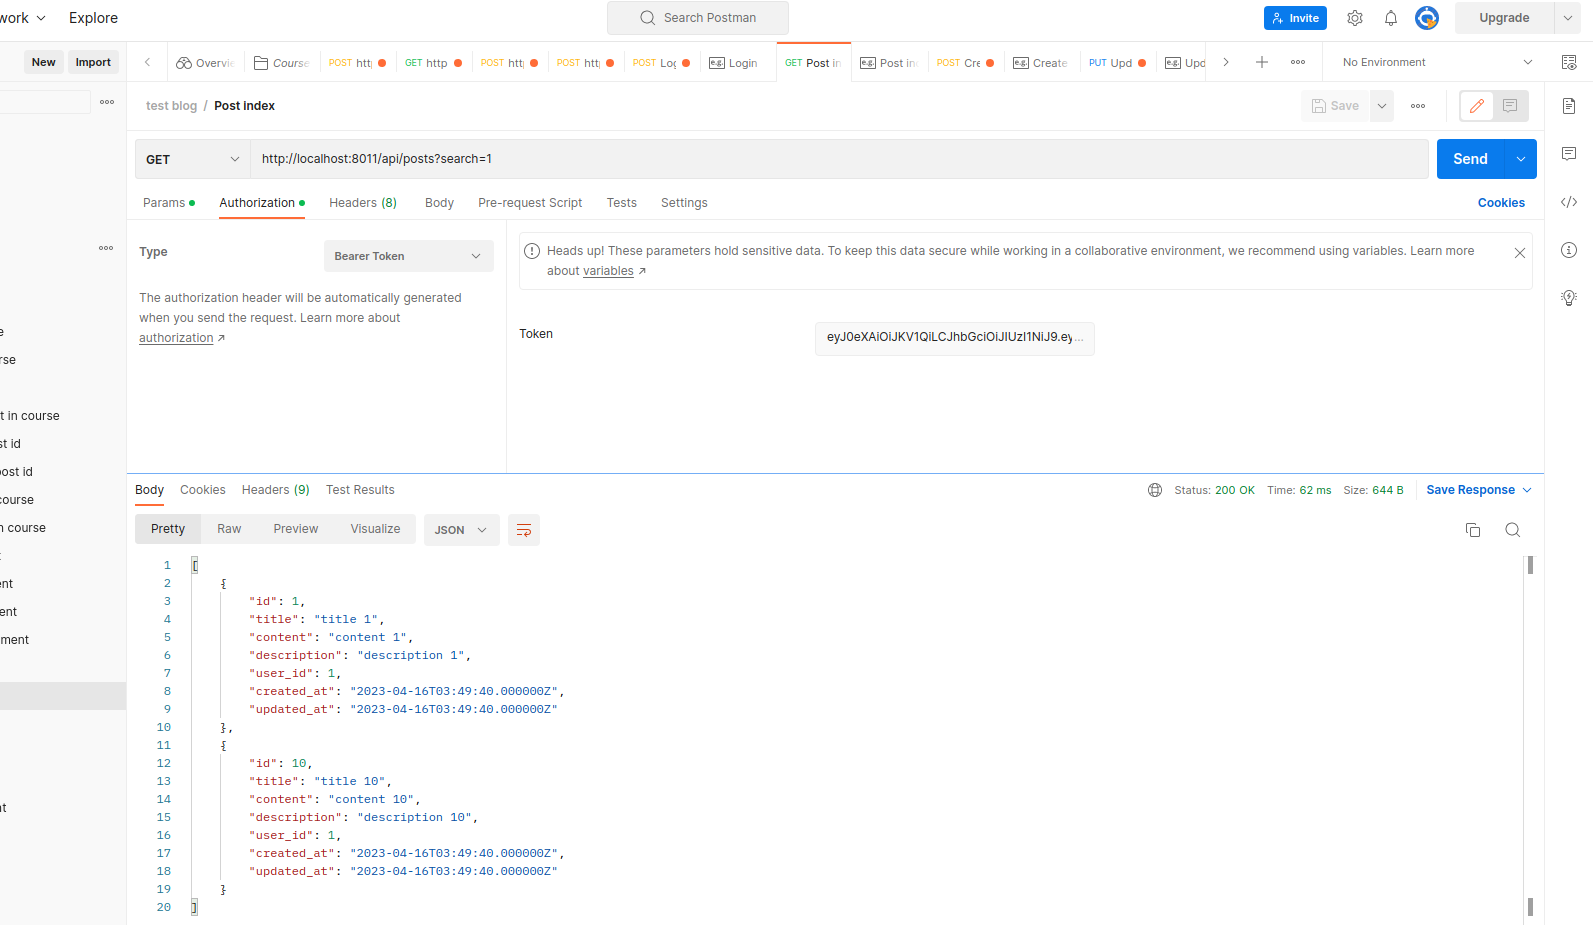 work Explore Search Postman Invite Upgrade
New Import Overvi Course POST htt GET http POST htt POST htt POST Log e.g. Login GET Post in e.g. Post in POST Cre e.g. Create PUT Upd e.g. Upd No Environment
test blog / Post index Save
GET http://localhost:8011/api/posts?search=1 Send
Params Authorization Headers (8) Body Pre-request Script Tests Settings Cookies
Type Bearer Token
The authorization header will be automatically generated
when you send the request. Learn more about
authorization ↗
Heads up! These parameters hold sensitive data. To keep this data secure while working in a collaborative environment, we recommend using variables. Learn more
about variables ↗
Token eyJ0eXAiOiJKV1QiLCJhbGciOiJIUzI1NiJ9.ey...
e
rse
t in course
st id
post id
course
n course
t
ent
ent
ment
nt
Body Cookies Headers (9) Test Results Status: 200 OK Time: 62 ms Size: 644 B Save Response
Pretty Raw Preview Visualize JSON
1 [
2 {
3 "id": 1,
4 "title": "title 1",
5 "content": "content 1",
6 "description": "description 1",
7 "user_id": 1,
8 "created_at": "2023-04-16T03:49:40.000000Z",
9 "updated_at": "2023-04-16T03:49:40.000000Z"
10 },
11 {
12 "id": 10,
13 "title": "title 10",
14 "content": "content 10",
15 "description": "description 10",
16 "user_id": 1,
17 "created_at": "2023-04-16T03:49:40.000000Z",
18 "updated_at": "2023-04-16T03:49:40.000000Z"
19 }
20 ]